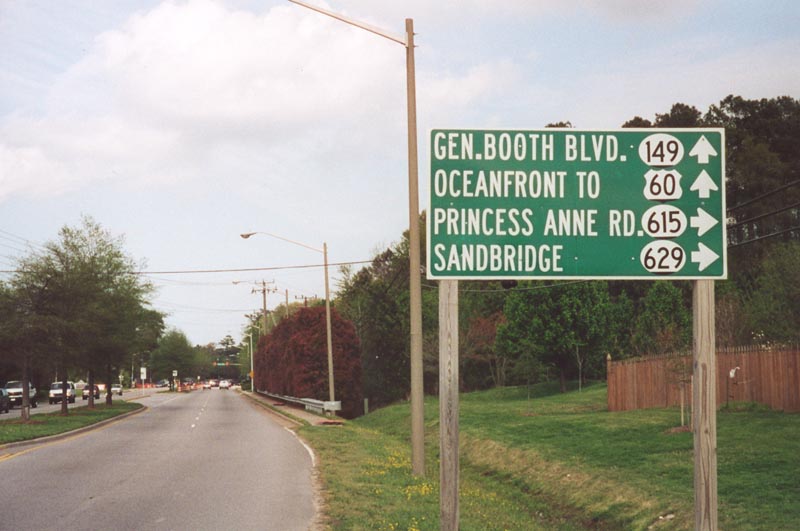 GEN. BOOTH BLVD. 149
OCEANFRONT TO 60
PRINCESS ANNE RD. 615
SANDBRIDGE 629